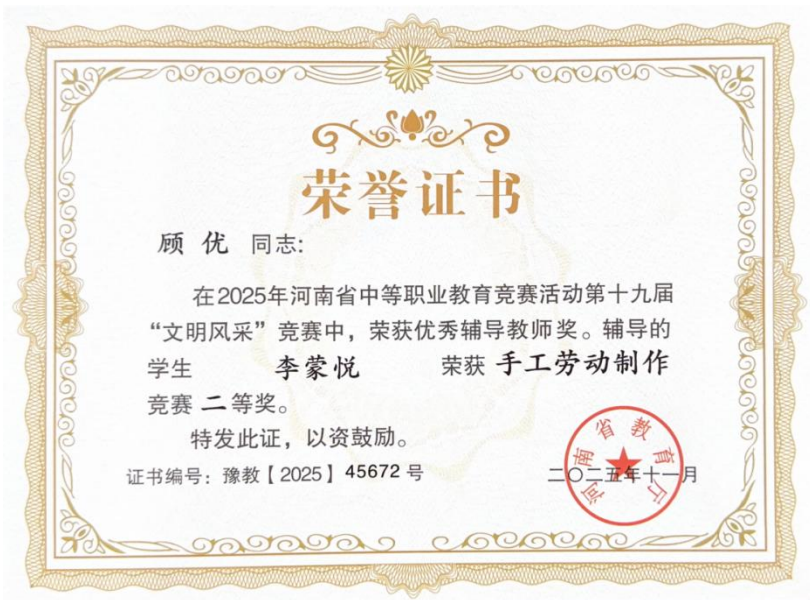 荣誉证书
顾优 同志:
在2025年河南省中等职业教育竞赛活动第十九届
“文明风采”竞赛中，荣获优秀辅导教师奖。辅导的
学生 李蒙悦 荣获 手工劳动制作
竞赛 二等奖。
特发此证，以资鼓励。
证书编号：豫教【2025】45672 号
二〇二五年十一月
河南省教育厅